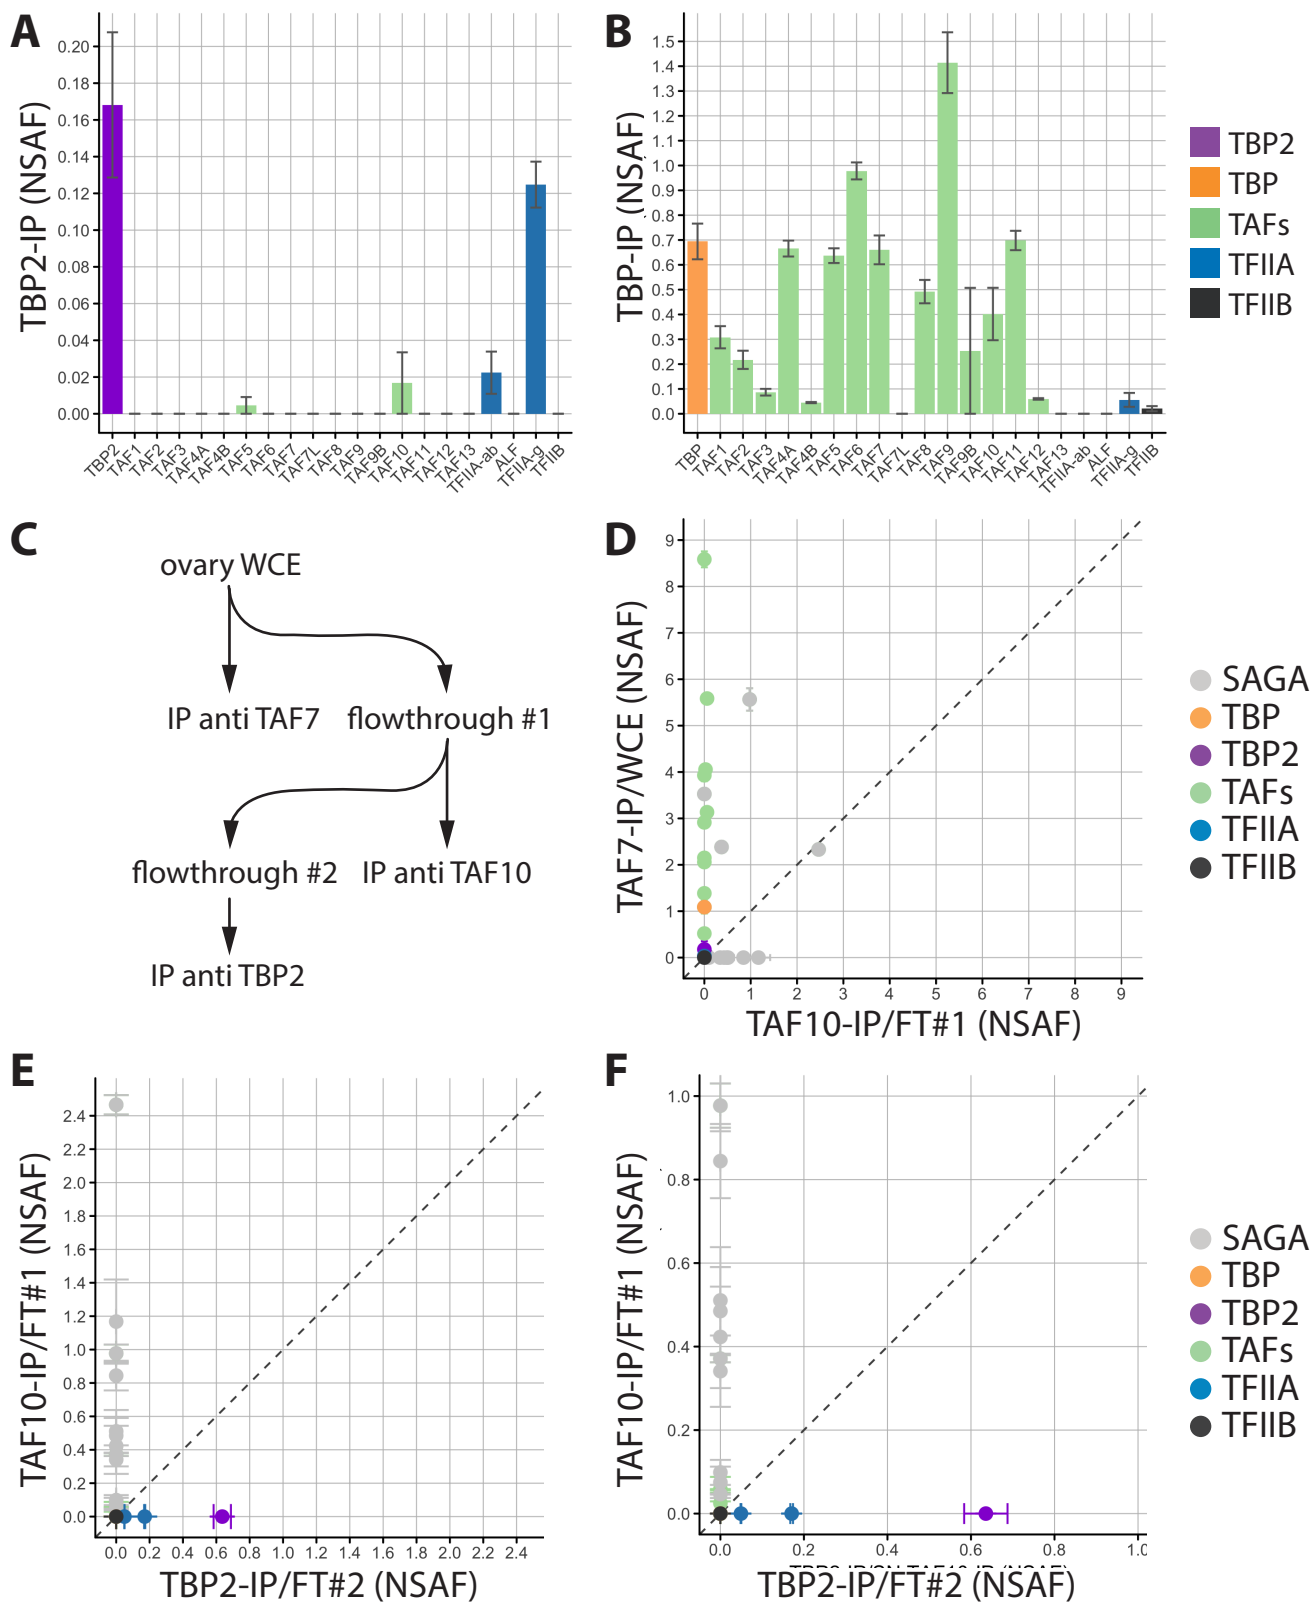 A
TBP2-IP (NSAF)
0.20
0.18
0.16
0.14
0.12
0.10
0.08
0.06
0.04
0.02
0.00
TBP2
TAF1
TAF2
TAF3
TAF4A
TAF4B
TAF5
TAF6
TAF7
TAF7L
TAF8
TAF9
TAF9B
TAF10
TAF11
TAF12
TAF13
TFIIA-ab
ALF
TFIIA-g
TFIIB
B
TBP-IP (NSAF)
1.5
1.4
1.3
1.2
1.1
1.0
0.9
0.8
0.7
0.6
0.5
0.4
0.3
0.2
0.1
0.0
TBP
TAF1
TAF2
TAF3
TAF4A
TAF4B
TAF5
TAF6
TAF7
TAF7L
TAF8
TAF9
TAF9B
TAF10
TAF11
TAF12
TAF13
TFIIA-ab
ALF
TFIIA-g
TFIIB
TBP2
TBP
TAFs
TFIIA
TFIIB
C
ovary WCE
IP anti TAF7 flowthrough #1
flowthrough #2 IP anti TAF10
IP anti TBP2
D
TAF7-IP/WCE (NSAF)
9
8
7
6
5
4
3
2
1
0
0 1 2 3 4 5 6 7 8 9
TAF10-IP/FT#1 (NSAF)
SAGA
TBP
TBP2
TAFs
TFIIA
TFIIB
E
TAF10-IP/FT#1 (NSAF)
2.4
2.2
2.0
1.8
1.6
1.4
1.2
1.0
0.8
0.6
0.4
0.2
0.0
0.0 0.2 0.4 0.6 0.8 1.0 1.2 1.4 1.6 1.8 2.0 2.2 2.4
TBP2-IP/FT#2 (NSAF)
F
TAF10-IP/FT#1 (NSAF)
1.0
0.8
0.6
0.4
0.2
0.0
0.0 0.2 0.4 0.6 0.8 1.0
TBP2-IP/FT#2 (NSAF)
SAGA
TBP
TBP2
TAFs
TFIIA
TFIIB